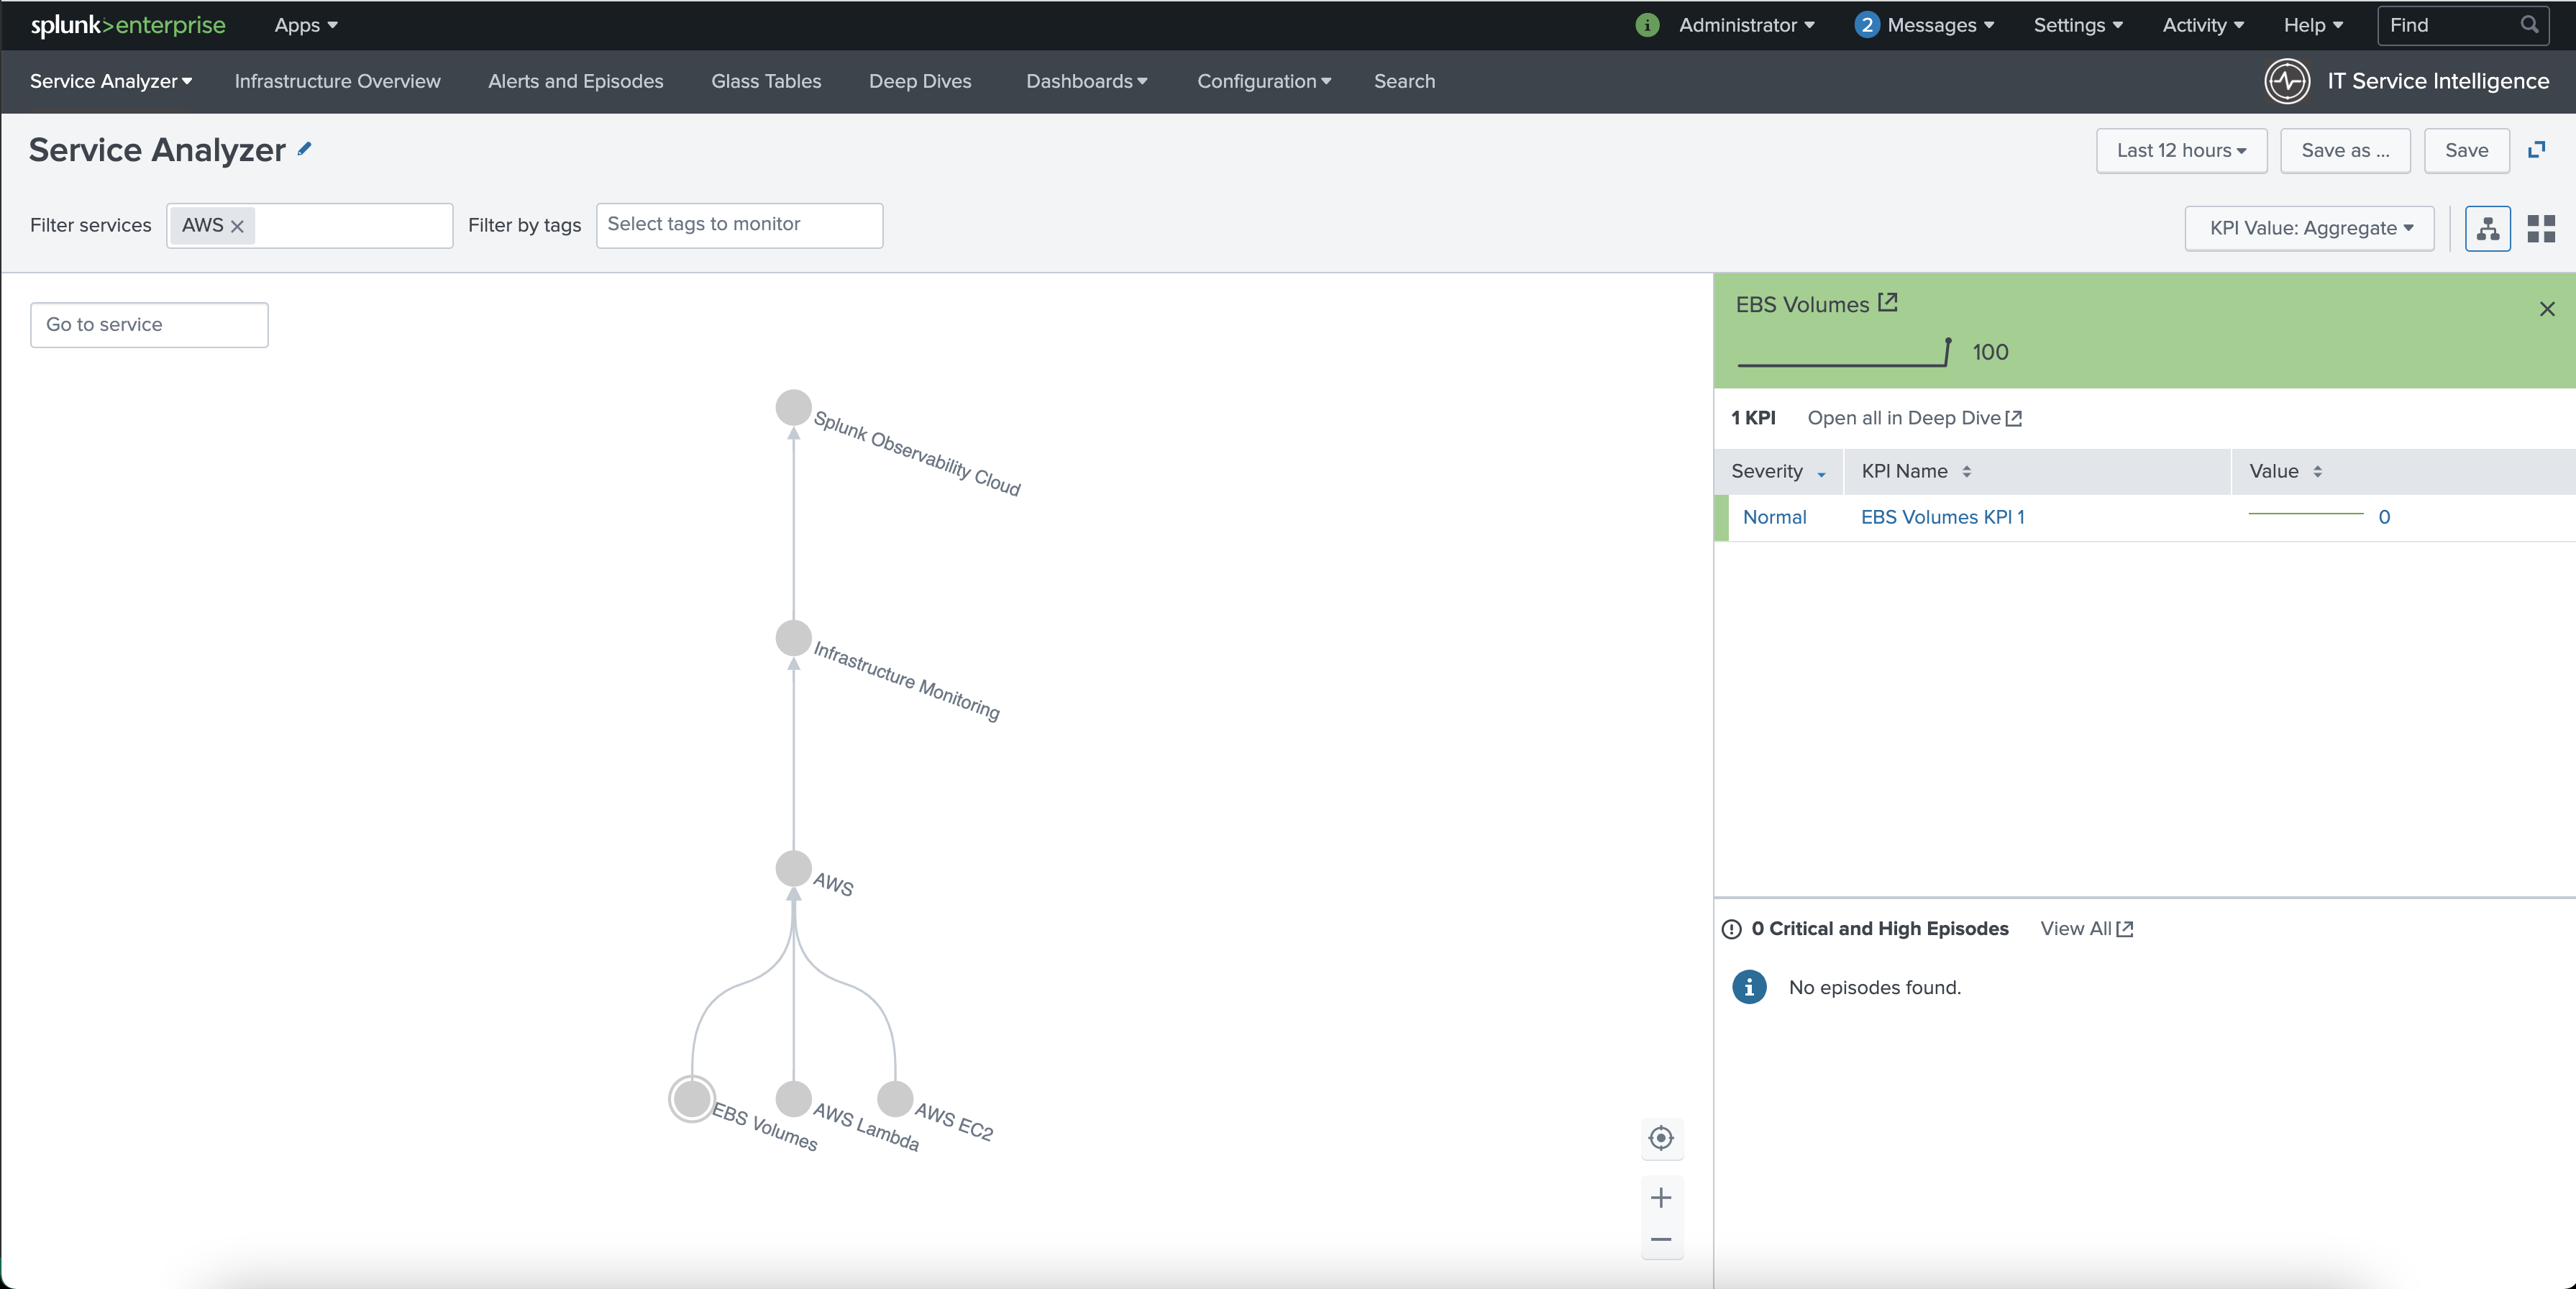 splunk>enterprise Apps Administrator 2 Messages Settings Activity Help Find
Service Analyzer Infrastructure Overview Alerts and Episodes Glass Tables Deep Dives Dashboards Configuration Search IT Service Intelligence
Service Analyzer Last 12 hours Save as ... Save
Filter services AWS Filter by tags Select tags to monitor KPI Value: Aggregate
Go to service
Splunk Observability Cloud
Infrastructure Monitoring
AWS
EBS Volumes
AWS Lambda
AWS EC2
EBS Volumes
100
1 KPI Open all in Deep Dive
Severity KPI Name Value
Normal EBS Volumes KPI 1 0
0 Critical and High Episodes View All
No episodes found.